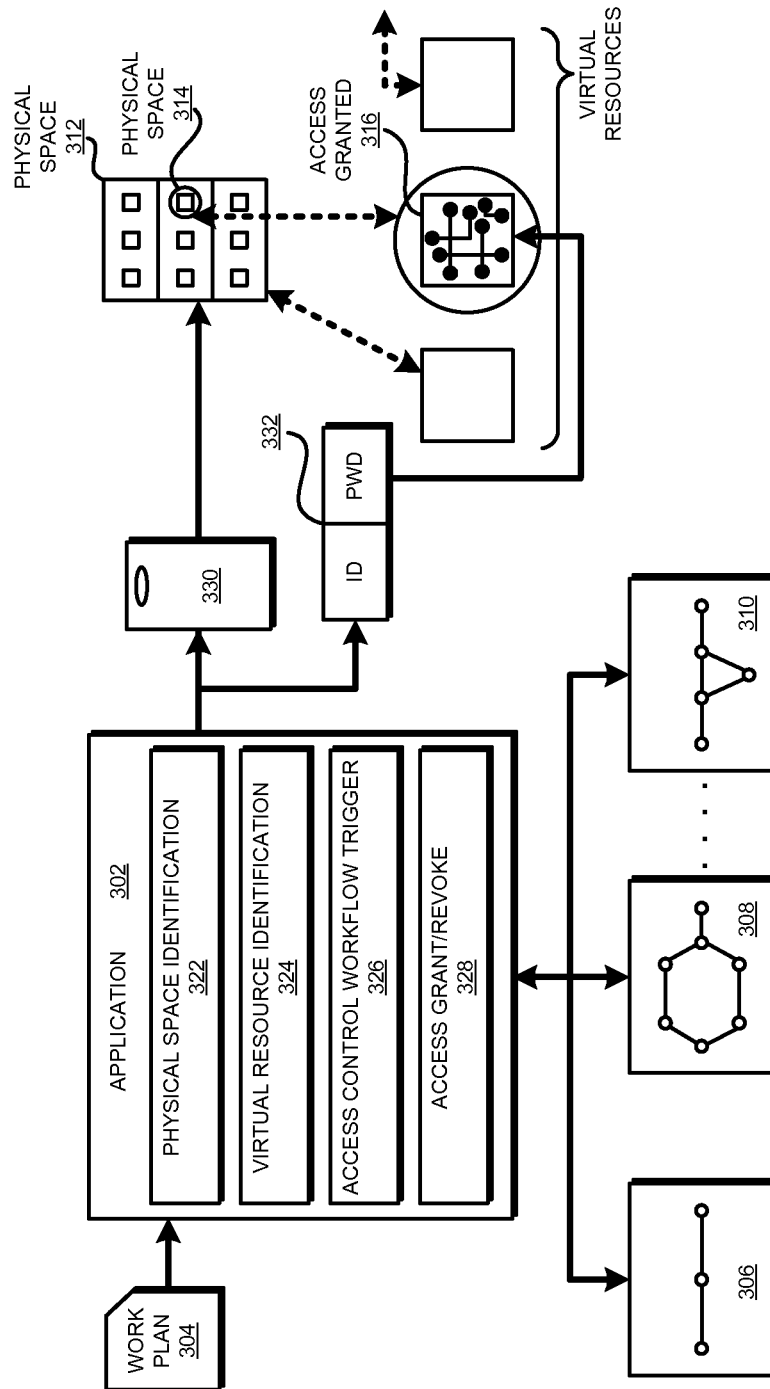 WORK
PLAN
304
APPLICATION 302
PHYSICAL SPACE IDENTIFICATION
322
VIRTUAL RESOURCE IDENTIFICATION
324
ACCESS CONTROL WORKFLOW TRIGGER
326
ACCESS GRANT/REVOKE
328
330
332
ID
PWD
PHYSICAL
SPACE
312
PHYSICAL
SPACE
314
ACCESS
GRANTED
316
VIRTUAL
RESOURCES
306
308
. . . . .
310